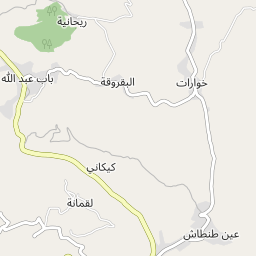 ريحانية
باب عبد الله
البقروقة
خوارات
كيكاني
لقمانة
عين طنطاش